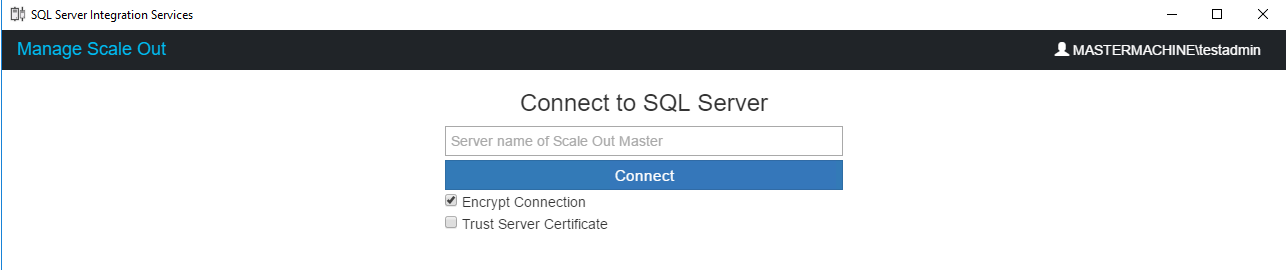 SQL Server Integration Services
Manage Scale Out
MASTERMACHINE\testadmin
Connect to SQL Server
Server name of Scale Out Master
Connect
Encrypt Connection
Trust Server Certificate